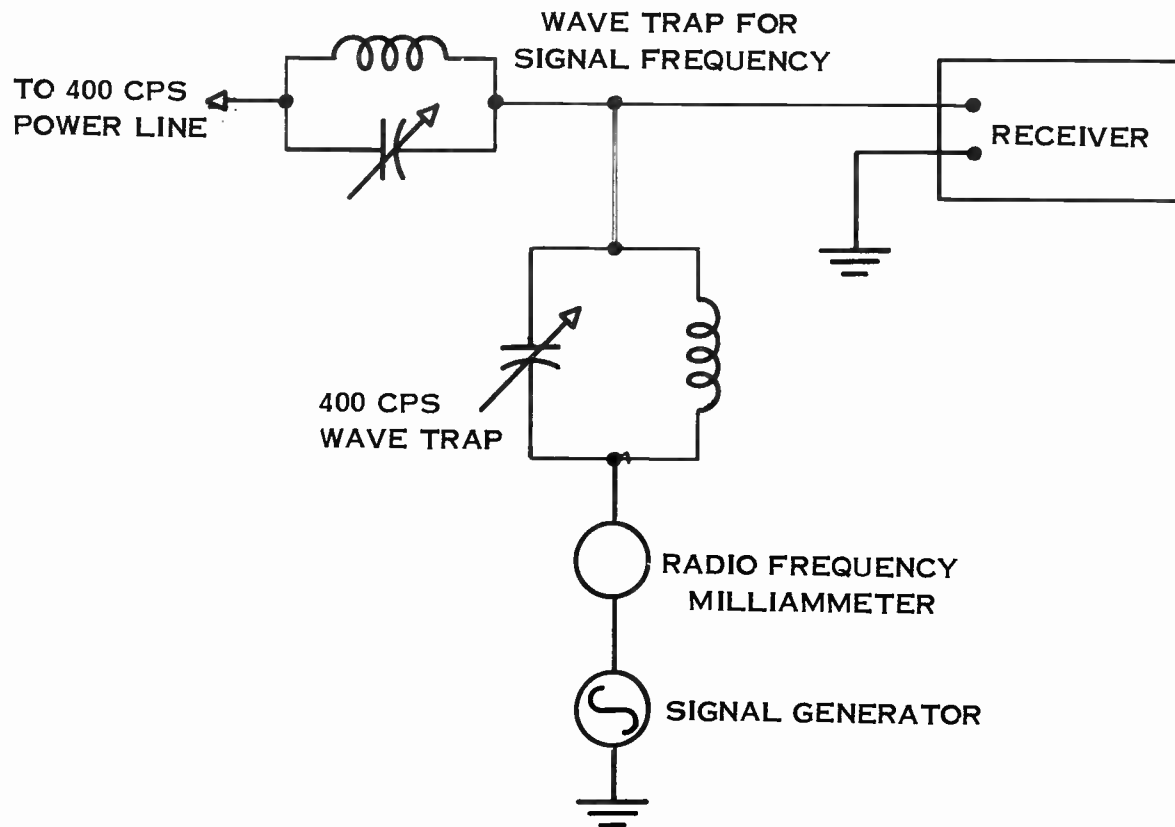 WAVE TRAP FOR
SIGNAL FREQUENCY
TO 400 CPS
POWER LINE
RECEIVER
400 CPS
WAVE TRAP
RADIO FREQUENCY
MILLIAMMETER
SIGNAL GENERATOR